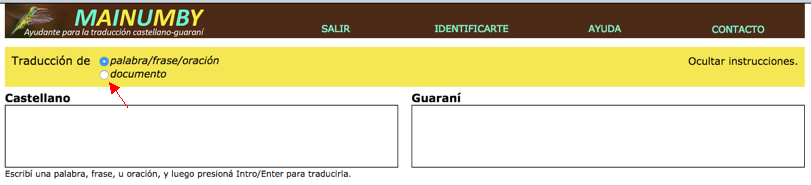 MAINUMBY
Ayudante para la traducción castellano-guaraní
SALIR IDENTIFICARTE AYUDA CONTACTO
Traducción de palabra/frase/oración Ocultar instrucciones.
documento
Castellano Guaraní
Escribí una palabra, frase, u oración, y luego presioná Intro/Enter para traducirla.